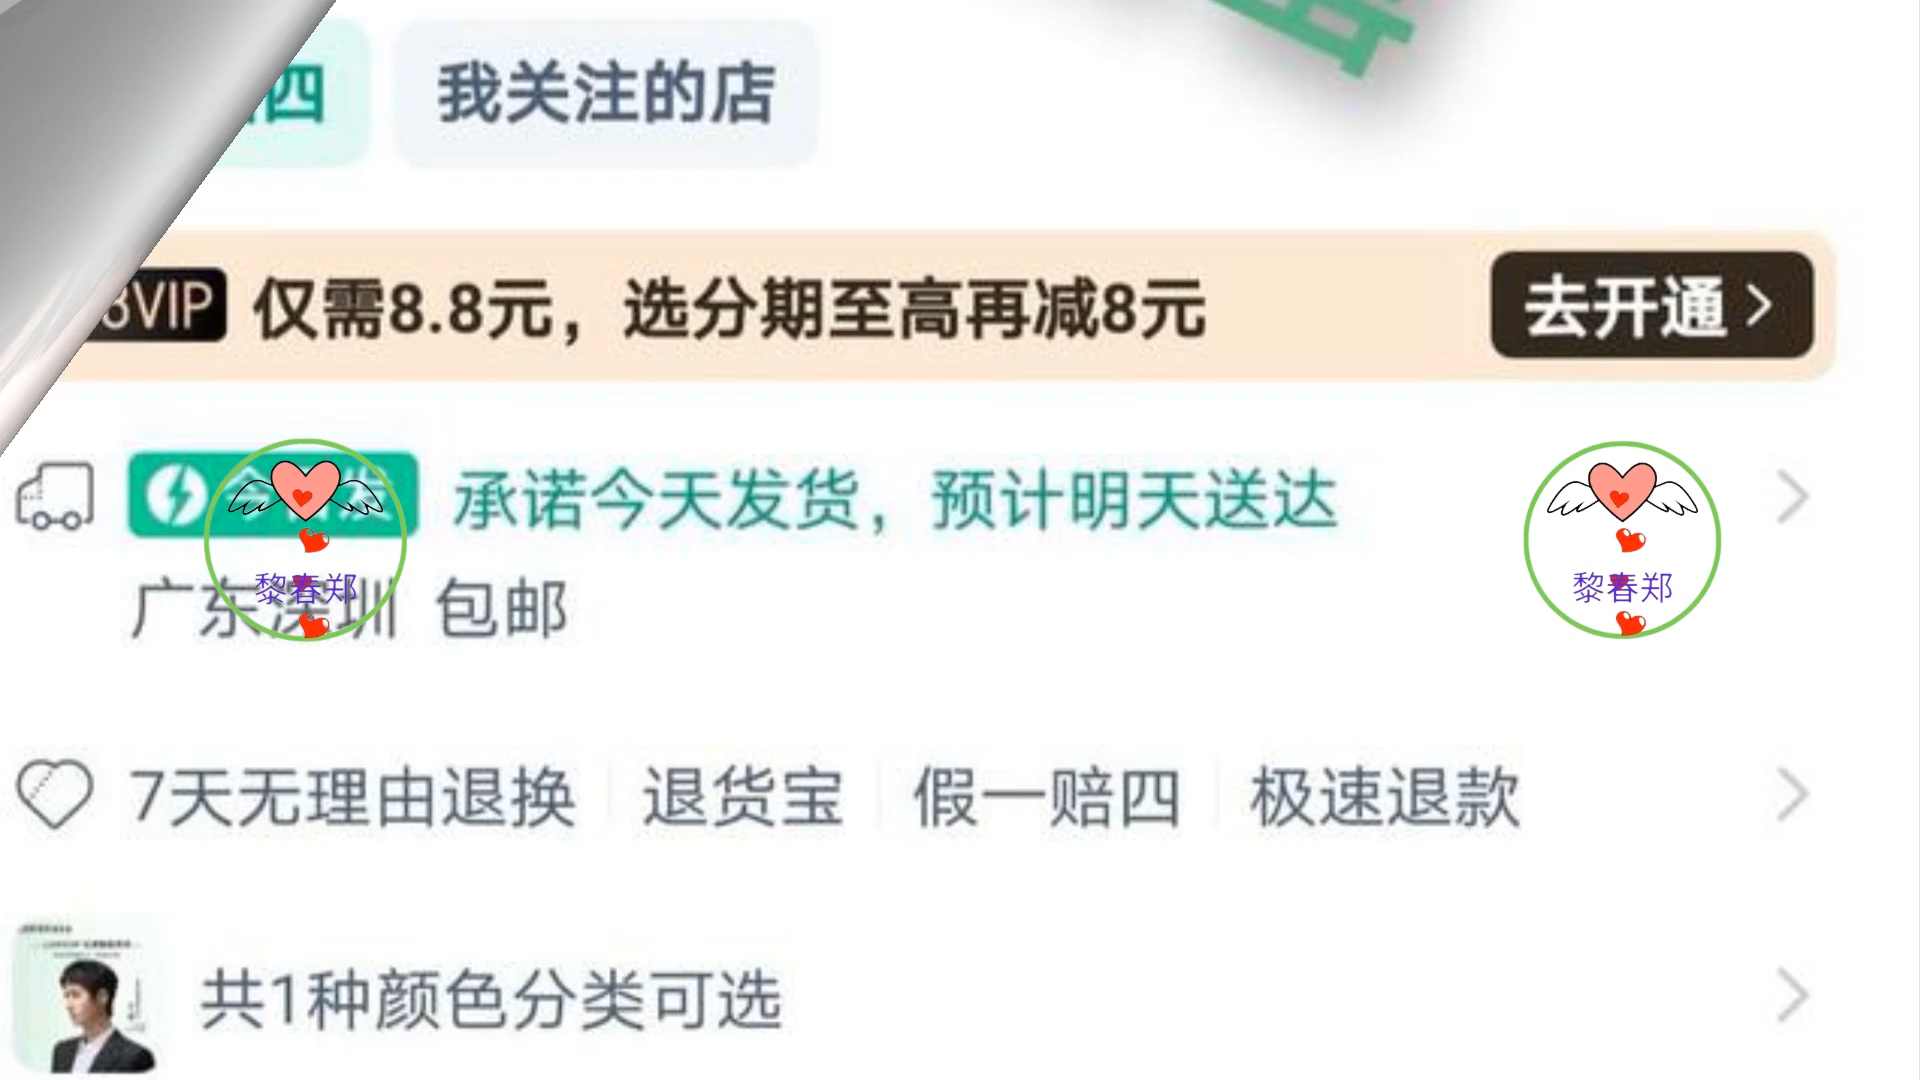 四 我关注的店
8VIP 仅需8.8元，选分期至高再减8元 去开通
承诺今天发货，预计明天送达
广东深圳 包邮
黎春郑
黎春郑
7天无理由退换 退货宝 假一赔四 极速退款
共1种颜色分类可选